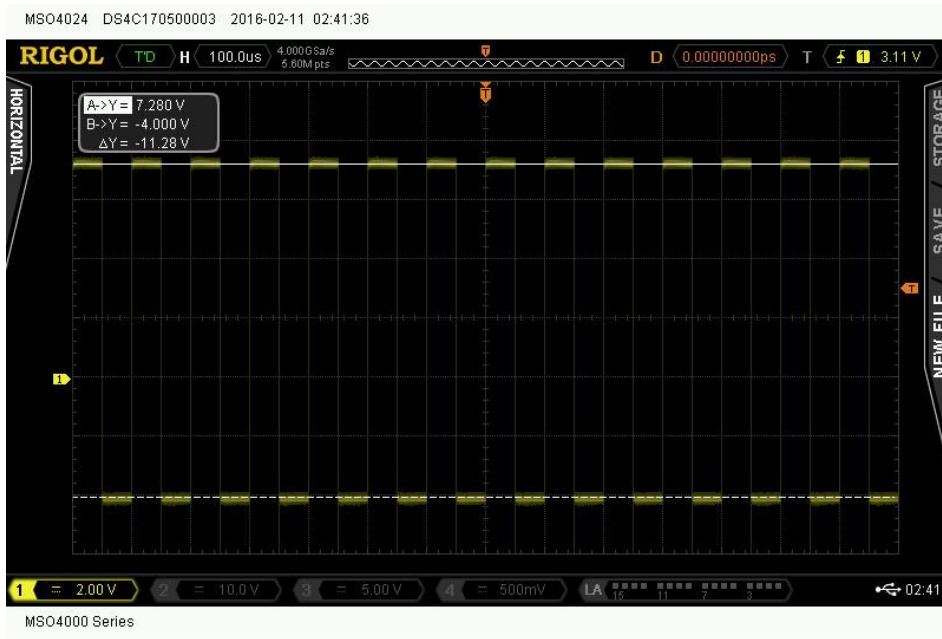 MSO4024 DS4C170500003 2016-02-11 02:41:36
RIGOL T'D H 100.0us 4.000GSa/s 5.60M pts D 0.00000000ps T 1 3.11 V
HORIZONTAL
A->Y= 7.280 V
B->Y= -4.000 V
ΔY= -11.28 V
T
T
STORAGE
SAVE
NEW FILE
T
1
1 = 2.00 V 2 = 10.0 V 3 = 5.00 V 4 = 500mV LA 15 11 7 3 02:41
MSO4000 Series